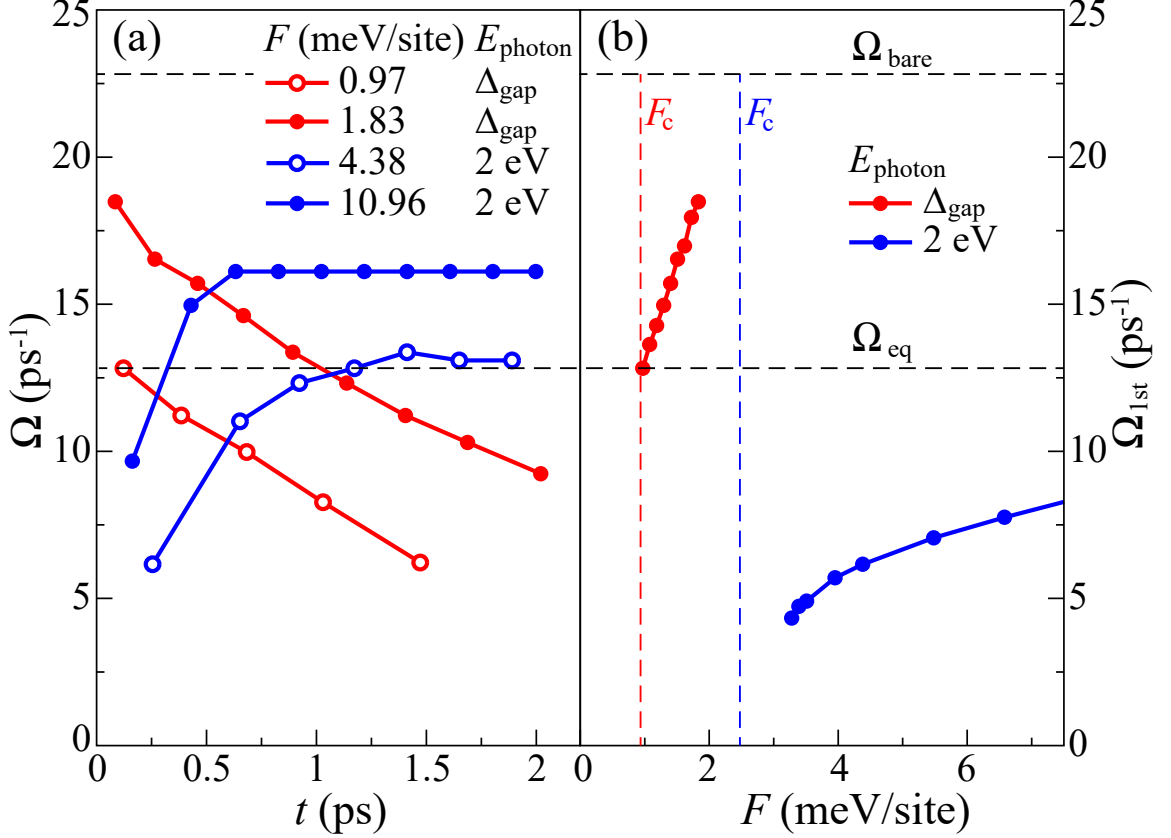 (a)
F (meV/site) E_photon
0.97 Δ_gap
1.83 Δ_gap
4.38 2 eV
10.96 2 eV
25
20
15
10
5
0
Ω (ps⁻¹)
0 0.5 1 1.5 2
t (ps)
(b)
Ω_bare
F_c F_c
E_photon
Δ_gap
2 eV
Ω_eq
25
20
15
10
5
0
Ω_1st (ps⁻¹)
0 2 4 6
F (meV/site)